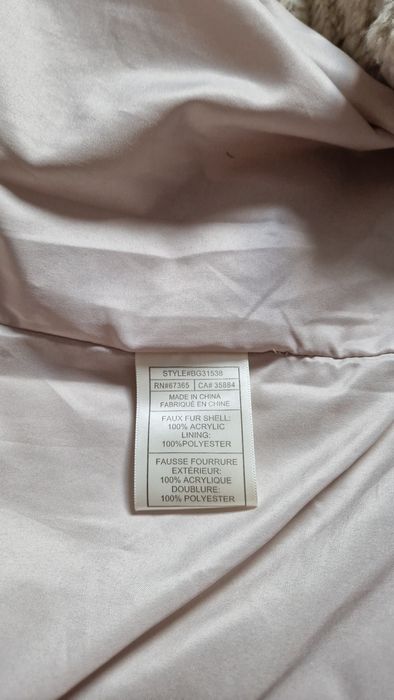 STYLE#BG31538
RN#67365 CA# 35884
MADE IN CHINA
FABRIQUÉ EN CHINE
FAUX FUR SHELL:
100% ACRYLIC
LINING:
100%POLYESTER
FAUSSE FOURRURE
EXTÉRIEUR:
100% ACRYLIQUE
DOUBLURE:
100% POLYESTER